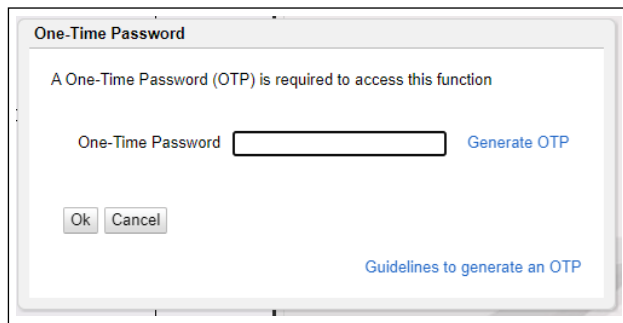 One-Time Password
A One-Time Password (OTP) is required to access this function
One-Time Password Generate OTP
Ok Cancel
Guidelines to generate an OTP